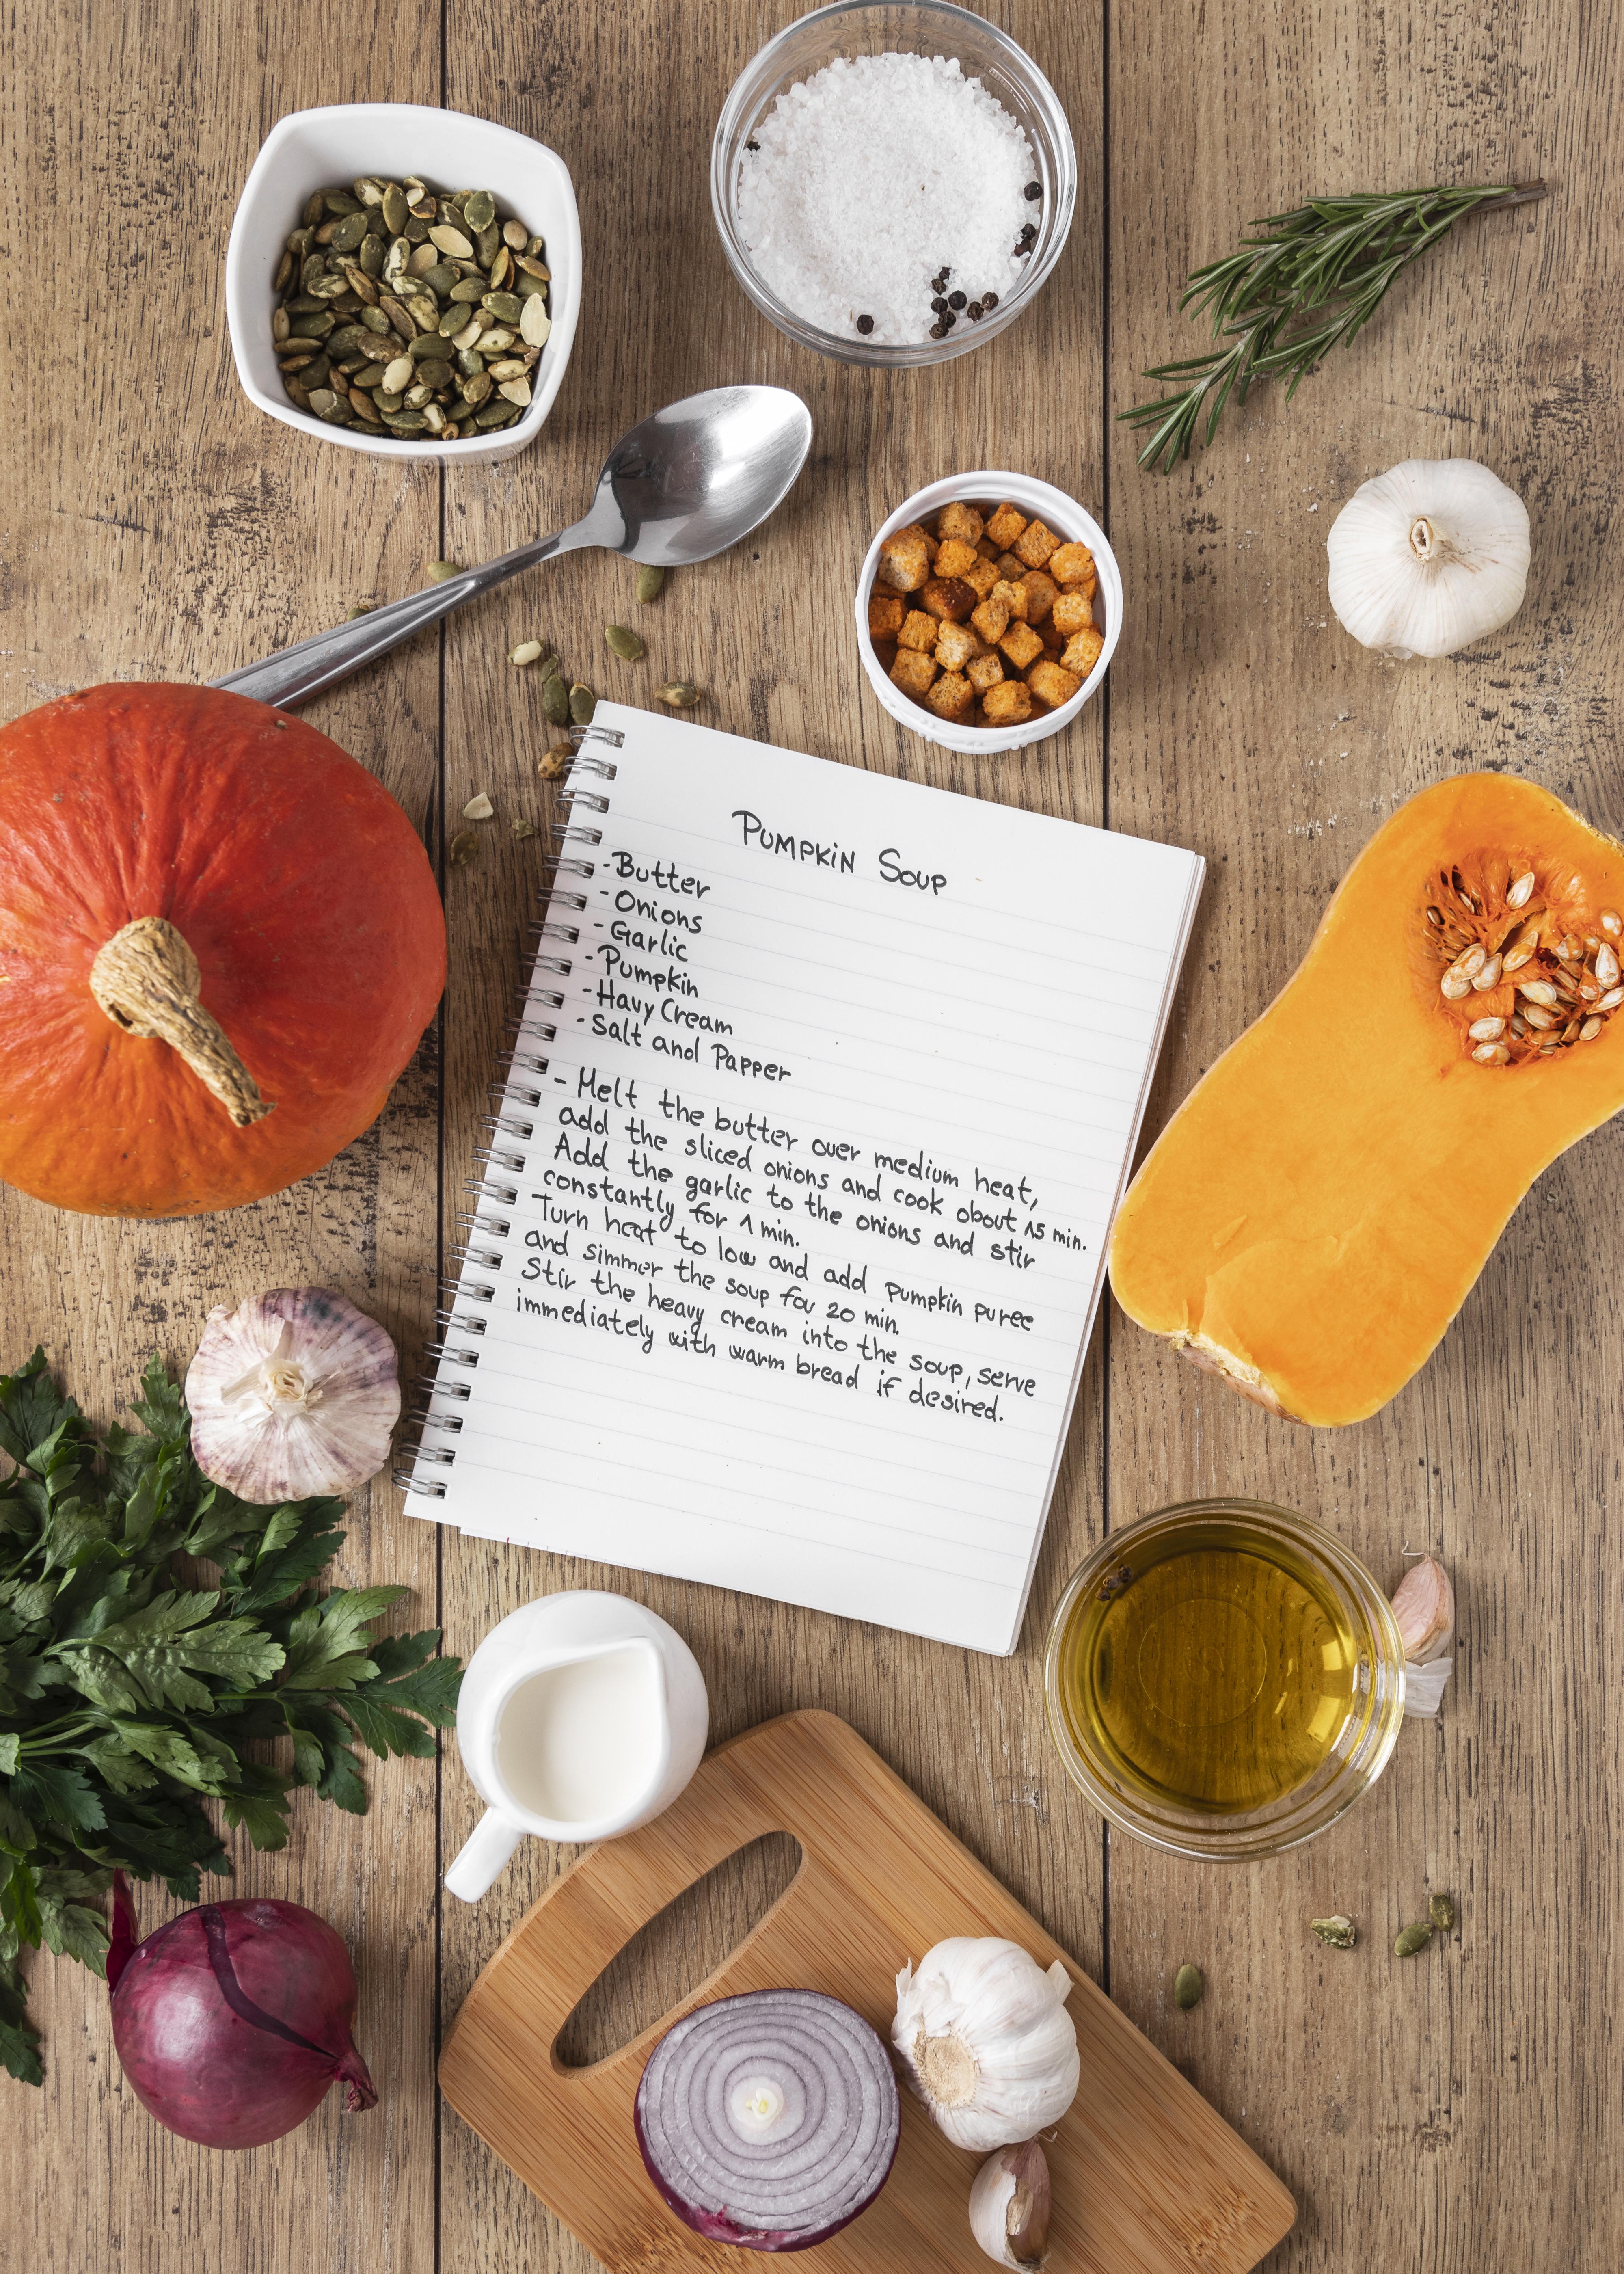 Pumpkin Soup
-Butter
-Onions
-Garlic
-Pumpkin
-Havy Cream
-Salt and Papper
- Melt the butter over medium heat,
add the sliced onions and cook obout 15 min.
Add the garlic to the onions and stir
constantly for 1 min.
Turn heat to low and add pumpkin puree
and simmer the soup for 20 min.
Stir the heavy cream into the soup, serve
immediately with warm bread if desired.